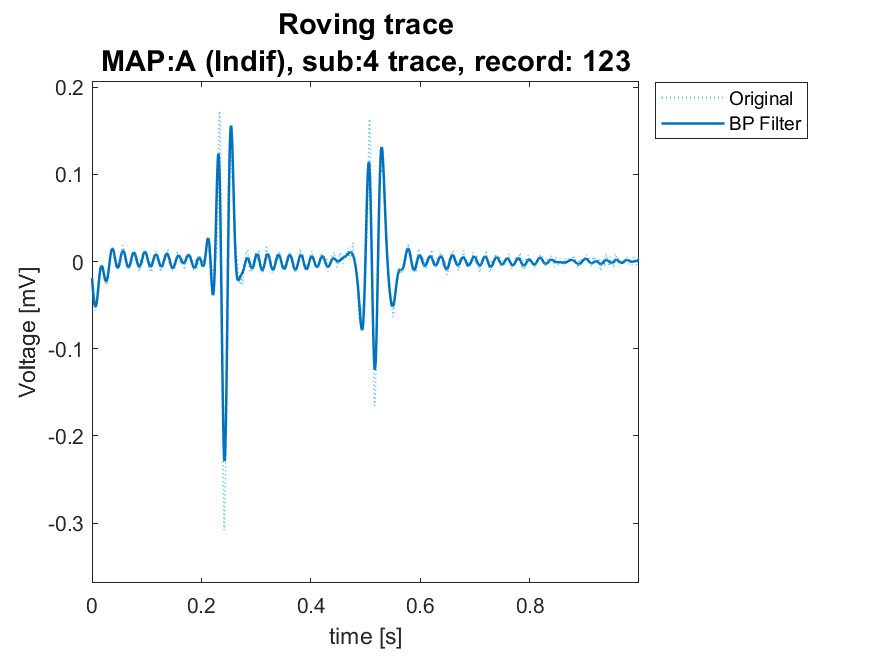 Roving trace
MAP:A (Indif), sub:4 trace, record: 123
Original
BP Filter
0.2
0.1
0
-0.1
-0.2
-0.3
Voltage [mV]
0
0.2
0.4
0.6
0.8
time [s]